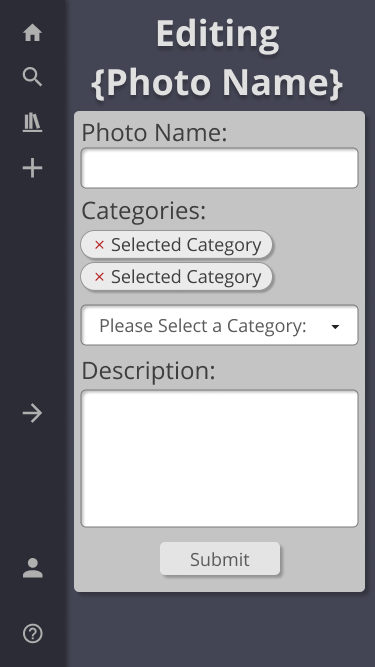 Editing
{Photo Name}
Photo Name:
Categories:
× Selected Category
× Selected Category
Please Select a Category:
Description:
Submit